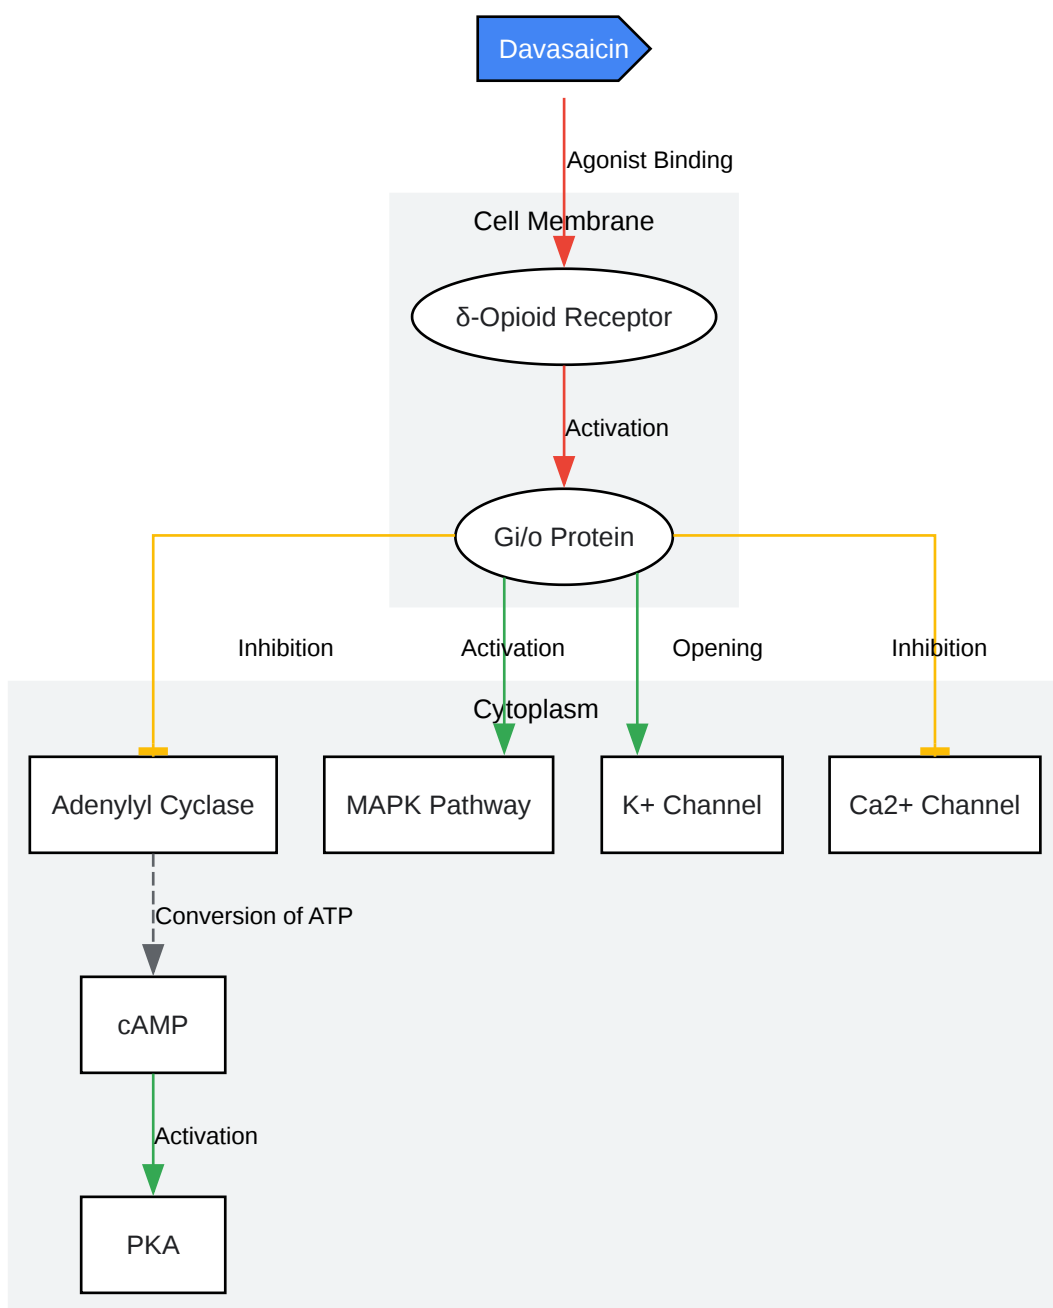 Davasaicin
Agonist Binding
Cell Membrane
δ-Opioid Receptor
Activation
Gi/o Protein
Inhibition
Activation
Opening
Inhibition
Cytoplasm
Adenylyl Cyclase
MAPK Pathway
K+ Channel
Ca2+ Channel
Conversion of ATP
cAMP
Activation
PKA